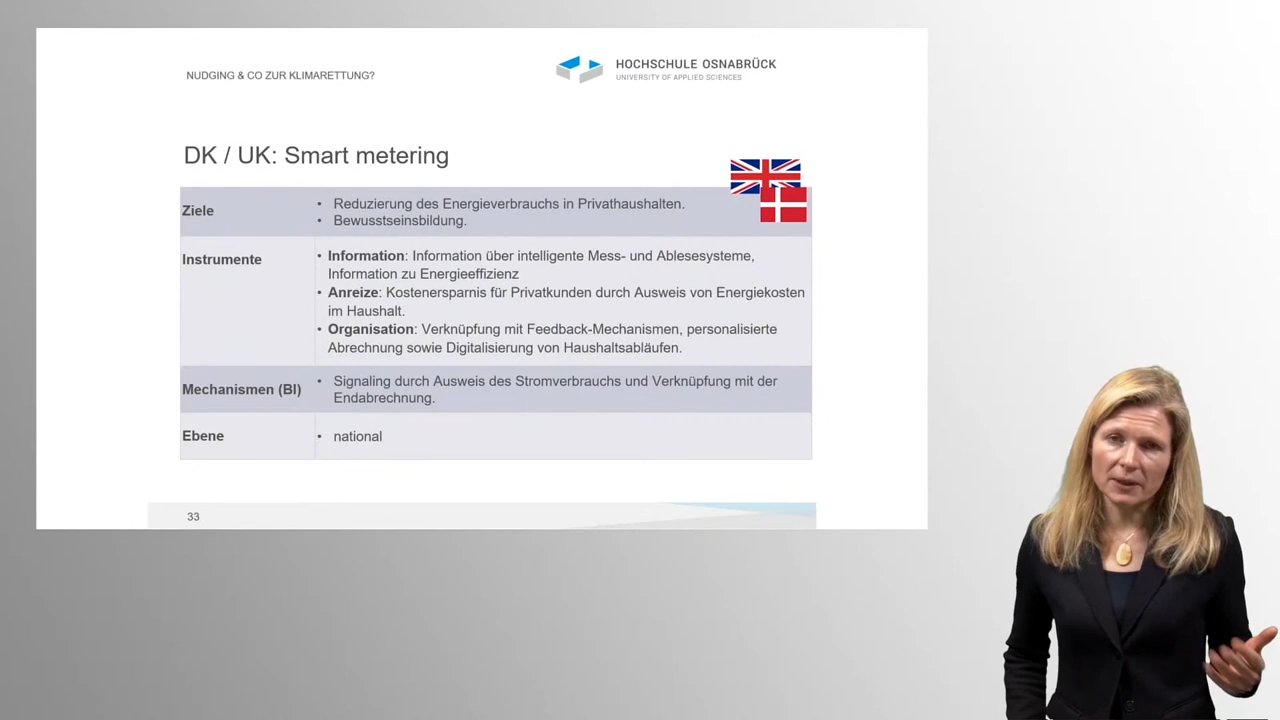 NUDGING & CO ZUR KLIMARETTUNG?
HOCHSCHULE OSNABRÜCK
UNIVERSITY OF APPLIED SCIENCES
DK / UK: Smart metering
Ziele
• Reduzierung des Energieverbrauchs in Privathaushalten.
• Bewusstseinsbildung.
Instrumente
• Information: Information über intelligente Mess- und Ablesesysteme,
Information zu Energieeffizienz
• Anreize: Kostenersparnis für Privatkunden durch Ausweis von Energiekosten
im Haushalt.
• Organisation: Verknüpfung mit Feedback-Mechanismen, personalisierte
Abrechnung sowie Digitalisierung von Haushaltsabläufen.
Mechanismen (BI)
• Signaling durch Ausweis des Stromverbrauchs und Verknüpfung mit der
Endabrechnung.
Ebene
• national
33